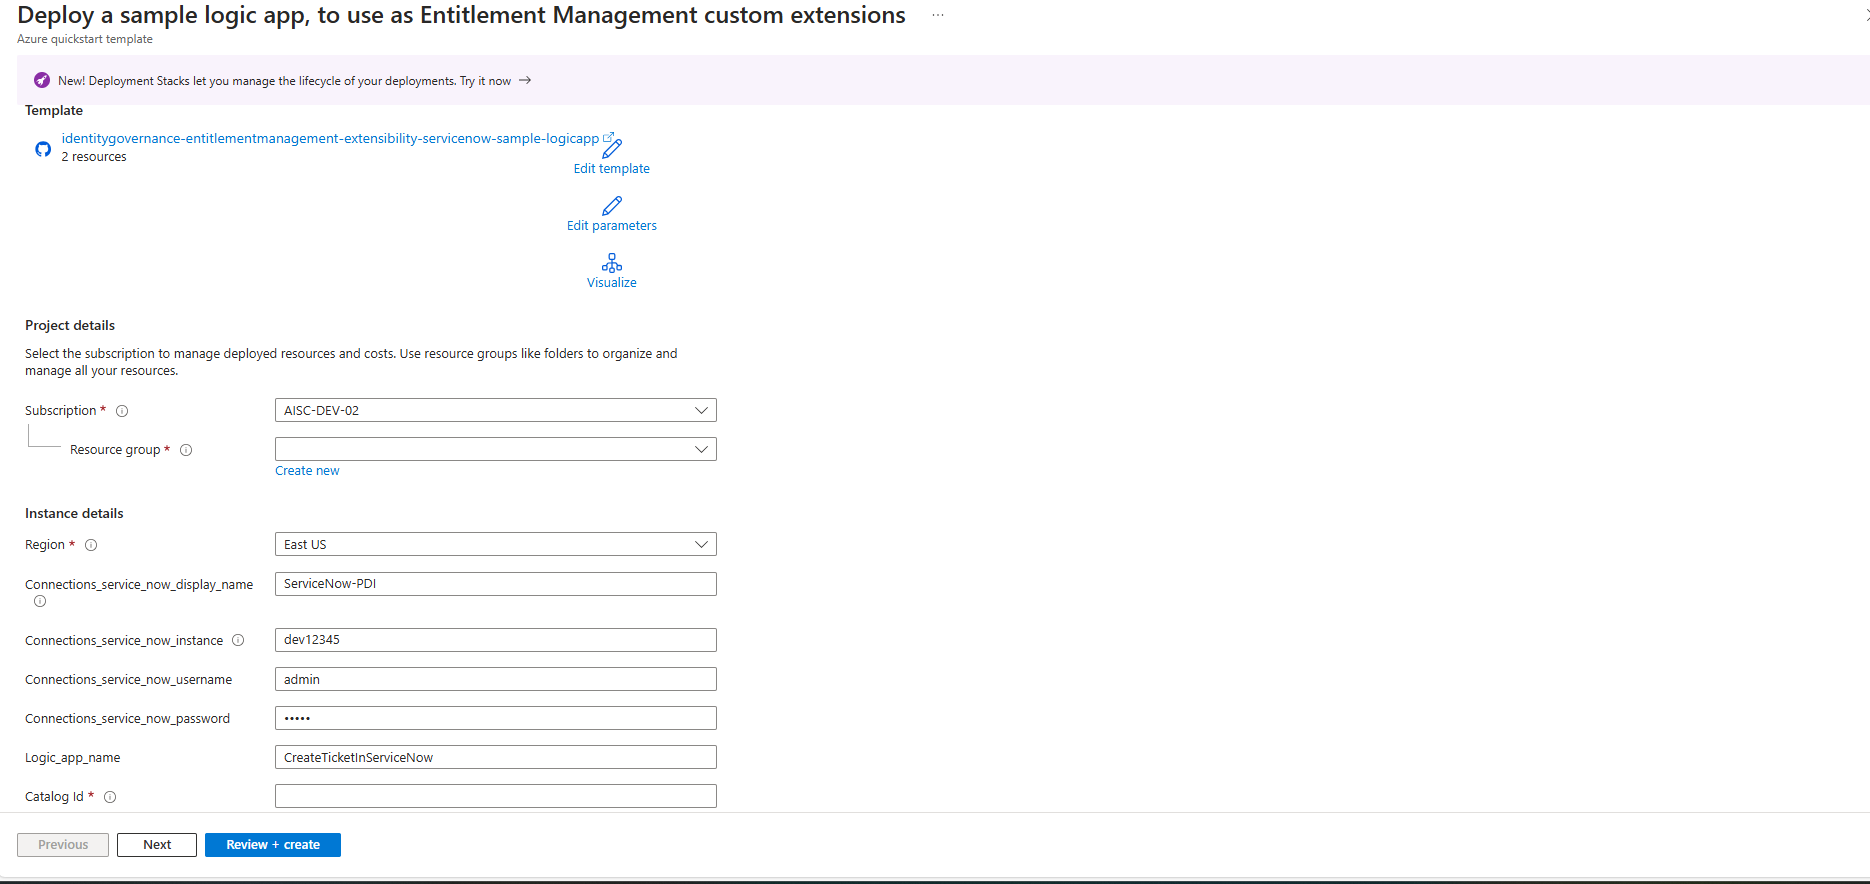 Deploy a sample logic app, to use as Entitlement Management custom extensions ...
Azure quickstart template
New! Deployment Stacks let you manage the lifecycle of your deployments. Try it now →
Template
identitygovernance-entitlementmanagement-extensibility-servicenow-sample-logicapp
2 resources
Edit template
Edit parameters
Visualize
Project details
Select the subscription to manage deployed resources and costs. Use resource groups like folders to organize and
manage all your resources.
Subscription *
AISC-DEV-02
Resource group *
Create new
Instance details
Region *
East US
Connections_service_now_display_name
ServiceNow-PDI
Connections_service_now_instance
dev12345
Connections_service_now_username
admin
Connections_service_now_password
•••••
Logic_app_name
CreateTicketInServiceNow
Catalog Id *
Previous
Next
Review + create